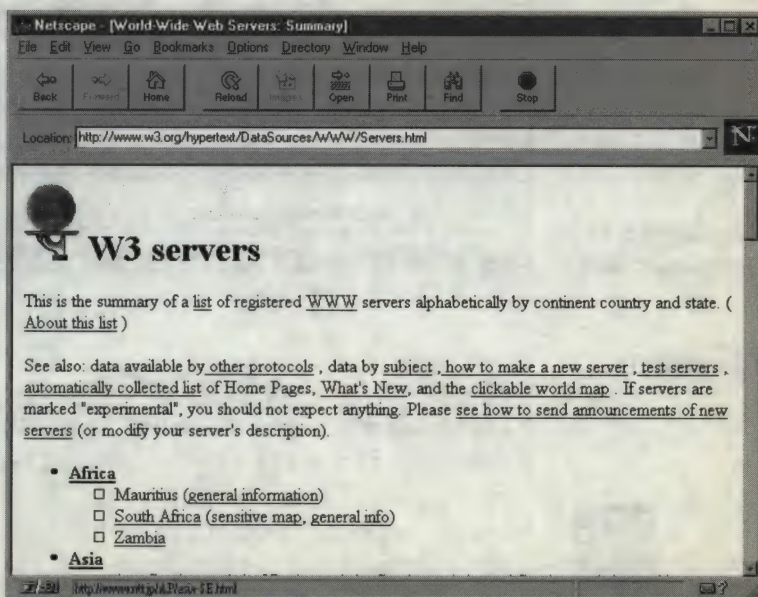 Netscape - [World-Wide Web Servers: Summary]
File Edit View Go Bookmarks Options Directory Window Help
Back Forward Home Reload Images Open Print Find Stop
Location: http://www.w3.org/hypertext/DataSources/WWW/Servers.html
N
W3 servers
This is the summary of a list of registered WWW servers alphabetically by continent country and state. (
About this list )
See also: data available by other protocols , data by subject , how to make a new server , test servers ,
automatically collected list of Home Pages, What's New, and the clickable world map . If servers are
marked "experimental", you should not expect anything. Please see how to send announcements of new
servers (or modify your server's description).
• Africa
□ Mauritius (general information)
□ South Africa (sensitive map, general info)
□ Zambia
• Asia